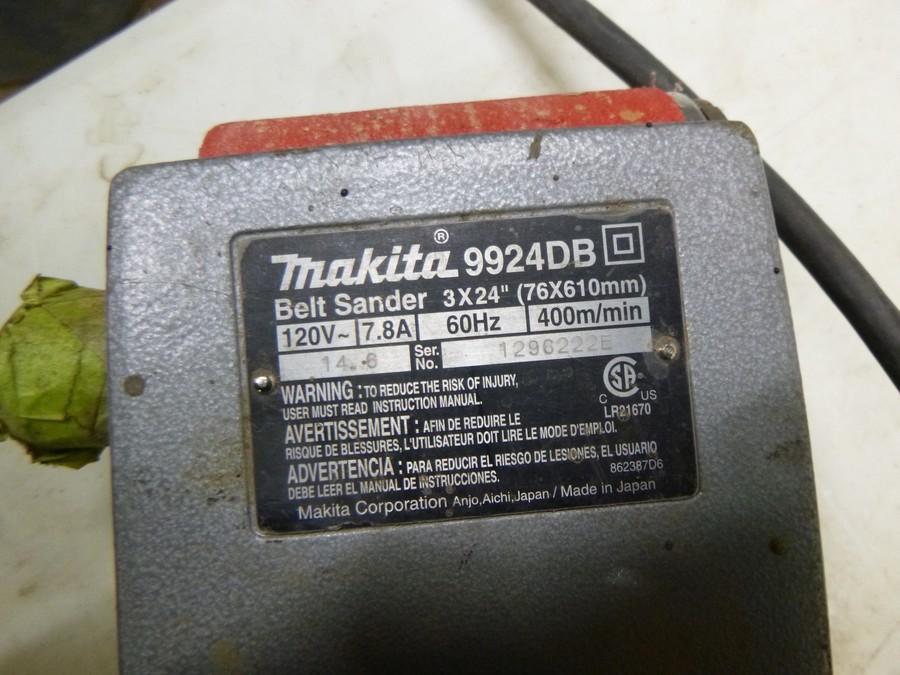 Makita® 9924DB
Belt Sander 3X24" (76X610mm)
120V~ 7.8A 60Hz 400m/min
14.6 Ser. No. 1296222E
WARNING : TO REDUCE THE RISK OF INJURY,
USER MUST READ INSTRUCTION MANUAL.
SA
C US
LR21670
AVERTISSEMENT : AFIN DE REDUIRE LE
RISQUE DE BLESSURES, L'UTILISATEUR DOIT LIRE LE MODE D'EMPLOI.
ADVERTENCIA : PARA REDUCIR EL RIESGO DE LESIONES, EL USUARIO
DEBE LEER EL MANUAL DE INSTRUCCIONES.
862387D6
Makita Corporation Anjo,Aichi,Japan / Made in Japan